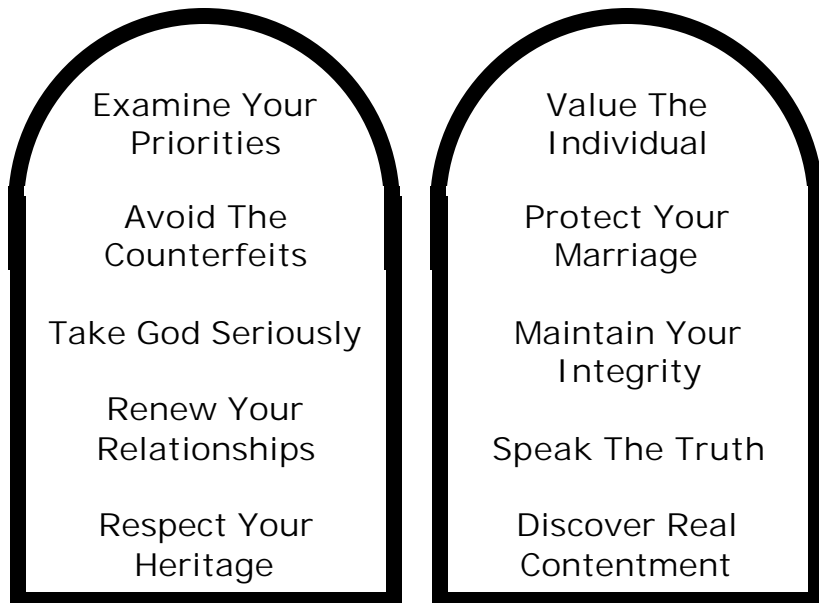 Examine Your
Priorities
Avoid The
Counterfeits
Take God Seriously
Renew Your
Relationships
Respect Your
Heritage
Value The
Individual
Protect Your
Marriage
Maintain Your
Integrity
Speak The Truth
Discover Real
Contentment